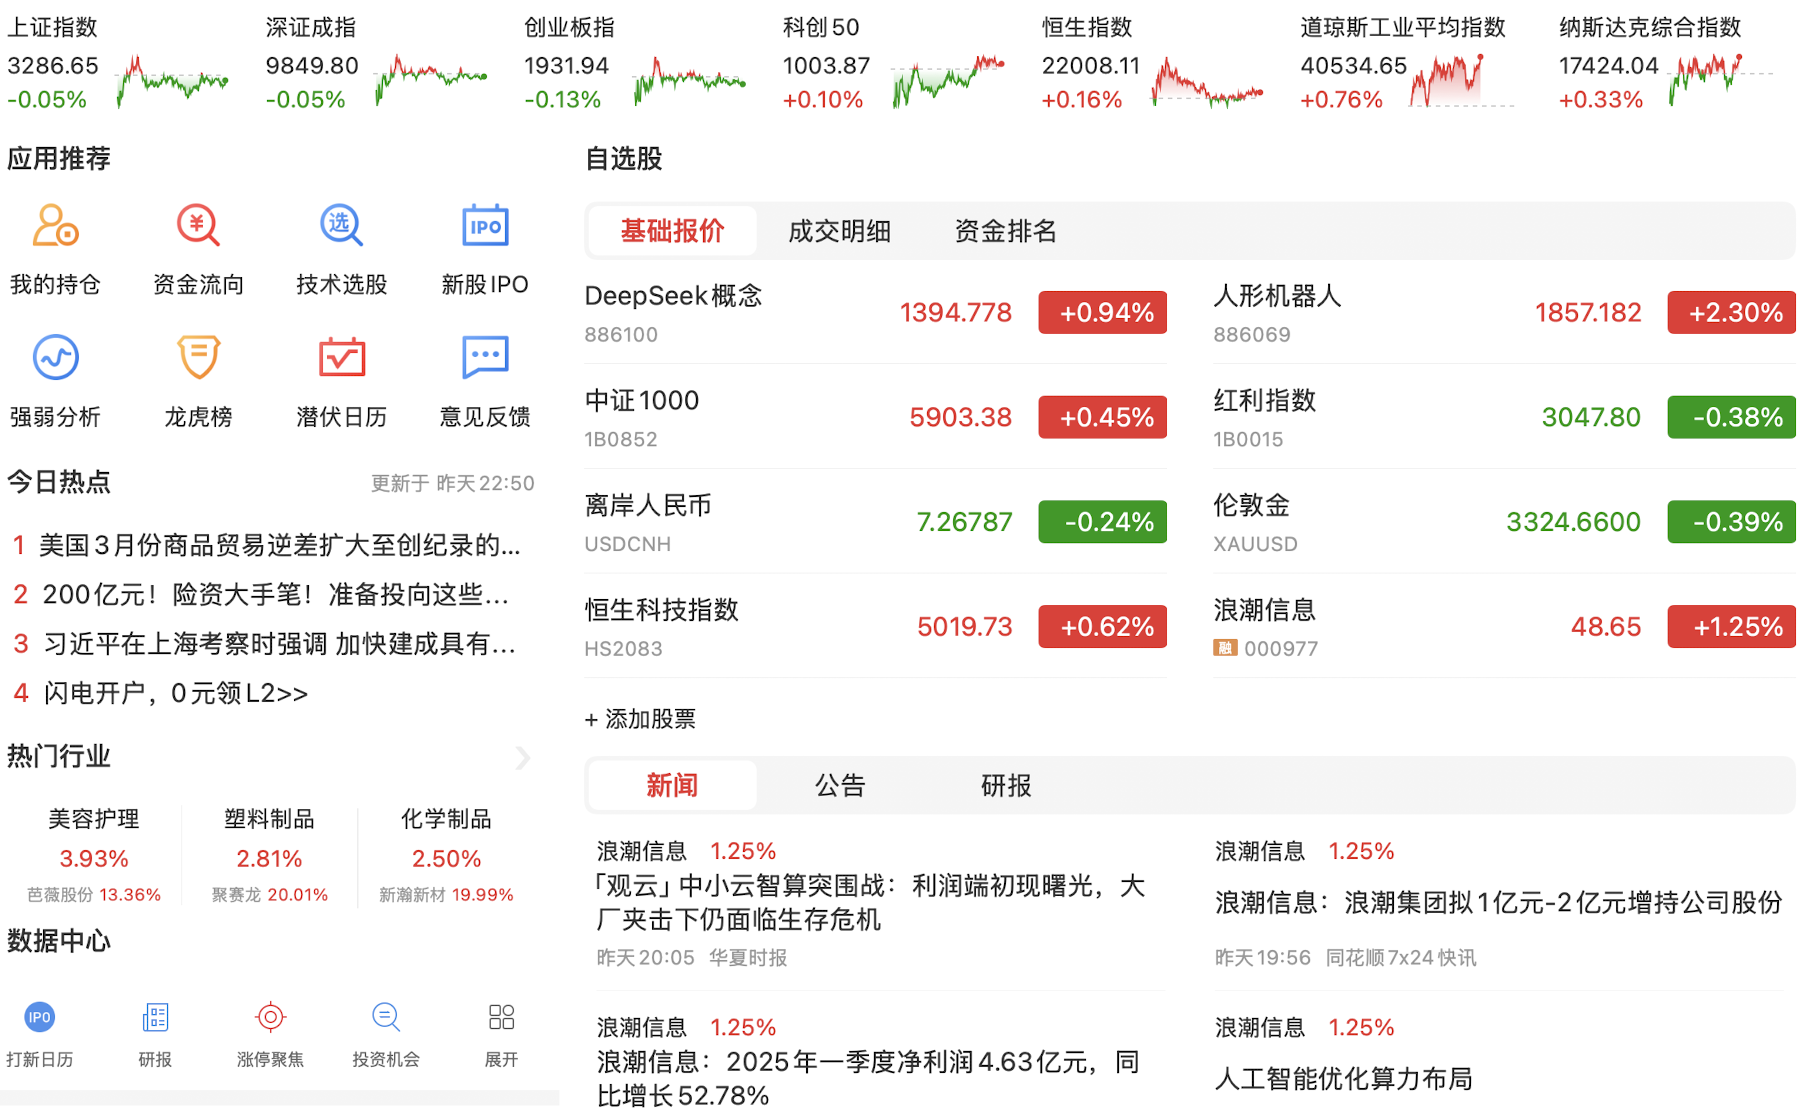 上证指数
3286.65
-0.05%
深证成指
9849.80
-0.05%
创业板指
1931.94
-0.13%
科创50
1003.87
+0.10%
恒生指数
22008.11
+0.16%
道琼斯工业平均指数
40534.65
+0.76%
纳斯达克综合指数
17424.04
+0.33%
应用推荐
¥
选
IPO
我的持仓
资金流向
技术选股
新股IPO
强弱分析
龙虎榜
潜伏日历
意见反馈
今日热点
更新于 昨天22:50
1 美国3月份商品贸易逆差扩大至创纪录的...
2 200亿元！险资大手笔！准备投向这些...
3 习近平在上海考察时强调 加快建成具有...
4 闪电开户，0元领L2>>
热门行业
美容护理
3.93%
芭薇股份 13.36%
塑料制品
2.81%
聚赛龙 20.01%
化学制品
2.50%
新瀚新材 19.99%
数据中心
IPO
打新日历
研报
涨停聚焦
投资机会
展开
自选股
基础报价
成交明细
资金排名
DeepSeek概念
886100
1394.778
+0.94%
人形机器人
886069
1857.182
+2.30%
中证1000
1B0852
5903.38
+0.45%
红利指数
1B0015
3047.80
-0.38%
离岸人民币
USDCNH
7.26787
-0.24%
伦敦金
XAUUSD
3324.6600
-0.39%
恒生科技指数
HS2083
5019.73
+0.62%
浪潮信息
融 000977
48.65
+1.25%
+ 添加股票
新闻
公告
研报
浪潮信息 1.25%
「观云」中小云智算突围战：利润端初现曙光，大
厂夹击下仍面临生存危机
昨天20:05 华夏时报
浪潮信息 1.25%
浪潮信息：浪潮集团拟1亿元-2亿元增持公司股份
昨天19:56 同花顺7x24快讯
浪潮信息 1.25%
浪潮信息：2025年一季度净利润4.63亿元，同
比增长52.78%
浪潮信息 1.25%
人工智能优化算力布局